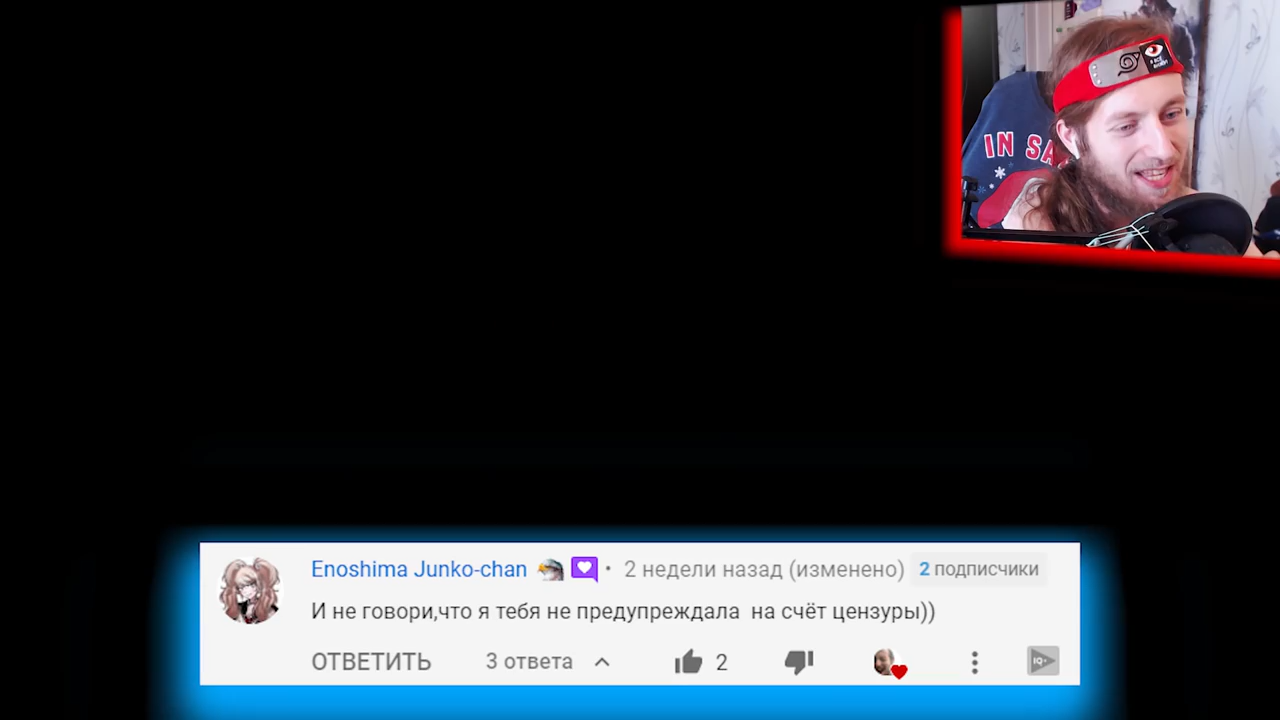 IN SA
Enoshima Junko-chan • 2 недели назад (изменено) 2 подписчики
И не говори,что я тебя не предупреждала на счёт цензуры))
ОТВЕТИТЬ 3 ответа 2 IQ+